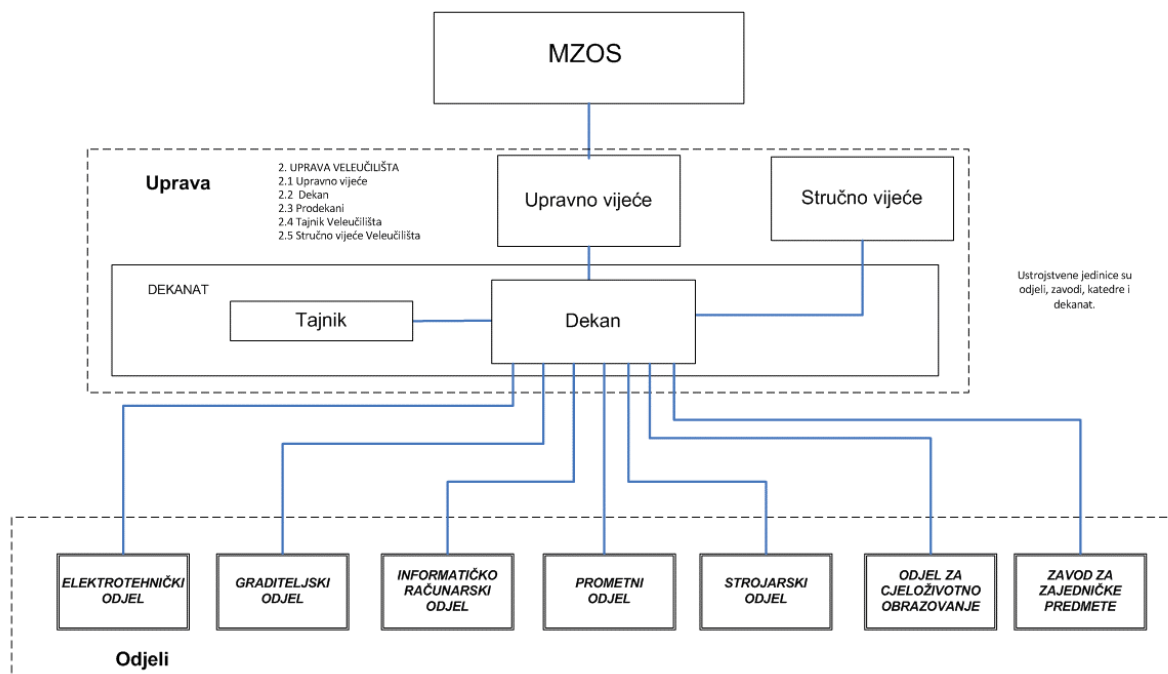 MZOS
Uprava
2. UPRAVA VELEUČILIŠTA
2.1 Upravno vijeće
2.2 Dekan
2.3 Prodekani
2.4 Tajnik Veleučilišta
2.5 Stručno vijeće Veleučilišta
Upravno vijeće
Stručno vijeće
DEKANAT
Tajnik
Dekan
Ustrojstvene jedinice su
odjeli, zavodi, katedre i
dekanat.
ELEKTROTEHNIČKI
ODJEL
GRADITELJSKI
ODJEL
INFORMATIČKO
RAČUNARSKI
ODJEL
PROMETNI
ODJEL
STROJARSKI
ODJEL
ODJEL ZA
CJELOŽIVOTNO
OBRAZOVANJE
ZAVOD ZA
ZAJEDNIČKE
PREDMETE
Odjeli